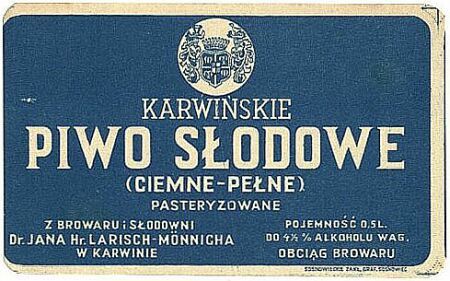 KARWIŃSKIE
PIWO SŁODOWE
(CIEMNE-PEŁNE)
PASTERYZOWANE
Z BROWARU i SŁODOWNI
Dr. JANA Hr. LARISCH-MÖNNICHA
W KARWINIE
POJEMNOŚĆ 0,5L.
DO 4½ % ALKOHOLU WAG.
OBCIĄG BROWARU
SOSNOWIECKIE ZAKŁ. GRAF. SOSNOWIEC